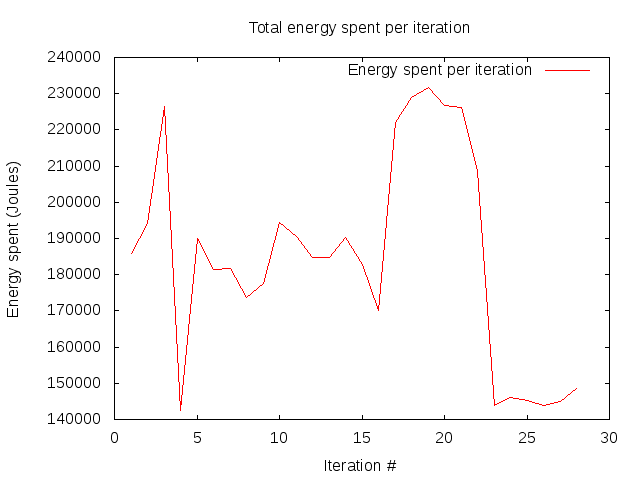 Total energy spent per iteration
Energy spent per iteration
Energy spent (Joules)
240000
230000
220000
210000
200000
190000
180000
170000
160000
150000
140000
0 5 10 15 20 25 30
Iteration #